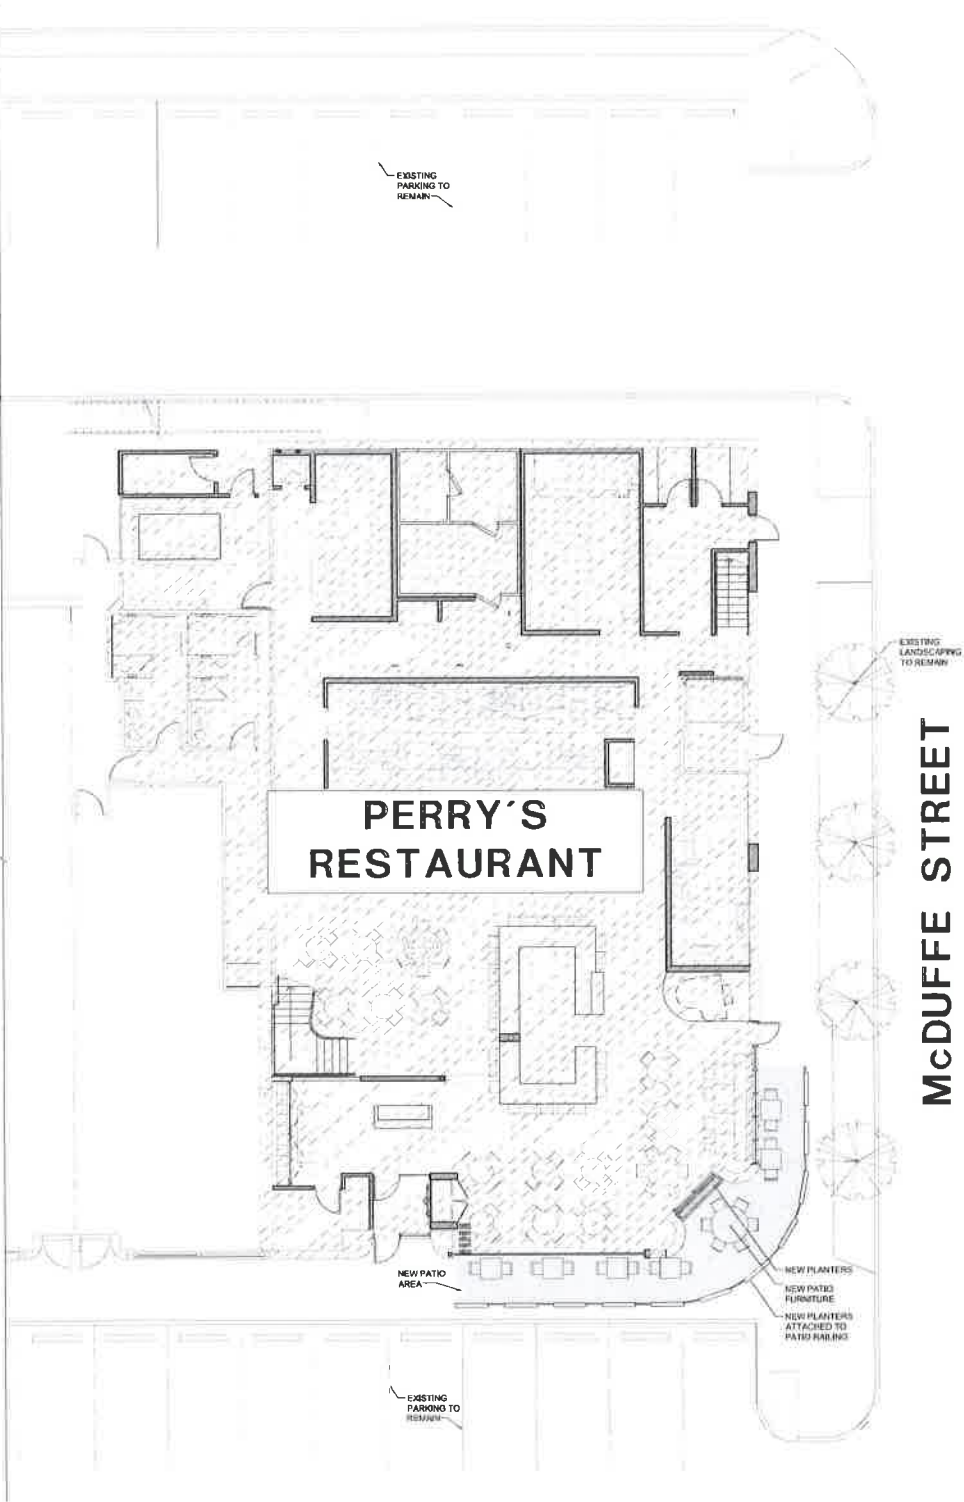 EXISTING
PARKING TO
REMAIN
EXISTING
LANDSCAPING
TO REMAIN
PERRY´S
RESTAURANT
McDUFFE STREET
NEW PATIO
AREA
NEW PLANTERS
NEW PATIO
FURNITURE
NEW PLANTERS
ATTACHED TO
PATIO RAILING
EXISTING
PARKING TO
REMAIN